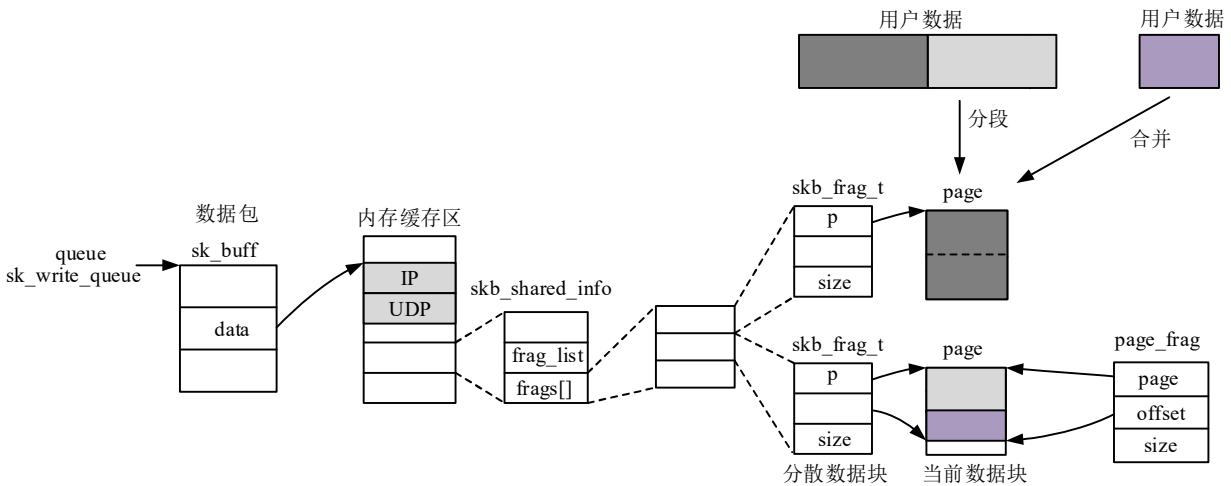 用户数据
用户数据
分段
合并
skb_frag_t
page
p
size
数据包
内存缓存区
queue
sk_write_queue
sk_buff
data
IP
UDP
skb_shared_info
frag_list
frags[]
skb_frag_t
page
page_frag
p
size
page
offset
size
分散数据块
当前数据块